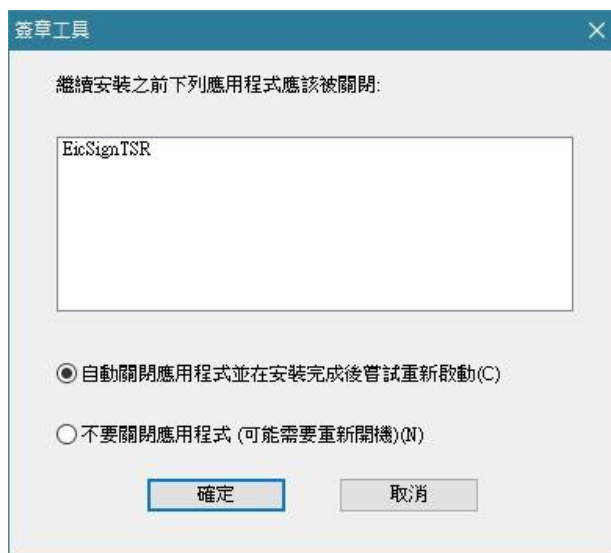 簽章工具
繼續安裝之前下列應用程式應該被關閉:
EicSignTSR
自動關閉應用程式並在安裝完成後嘗試重新啟動(C)
不要關閉應用程式 (可能需要重新開機)(N)
確定
取消